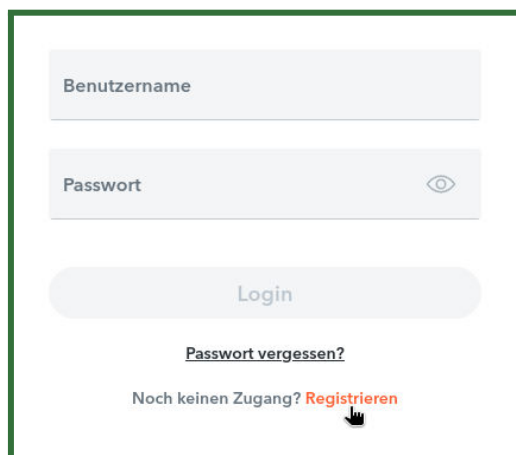 Benutzername
Passwort
Login
Passwort vergessen?
Noch keinen Zugang? Registrieren